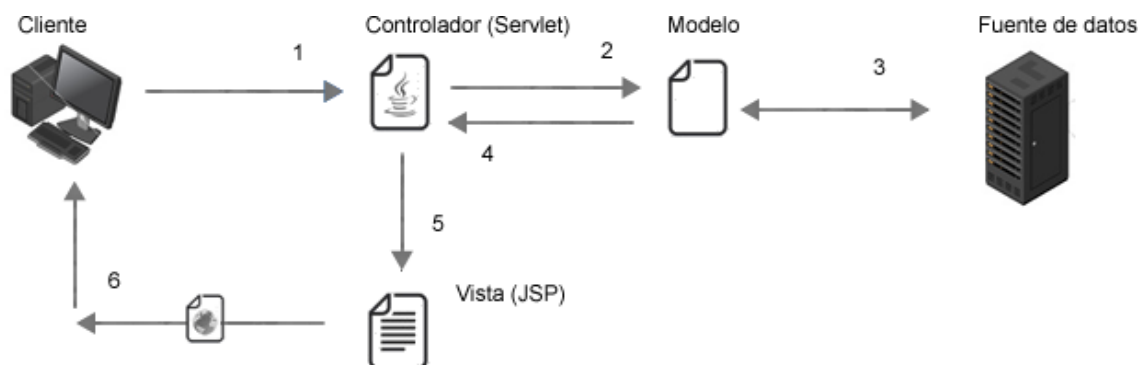 Cliente
Controlador (Servlet)
Modelo
Fuente de datos
1
2
3
4
5
6
Vista (JSP)